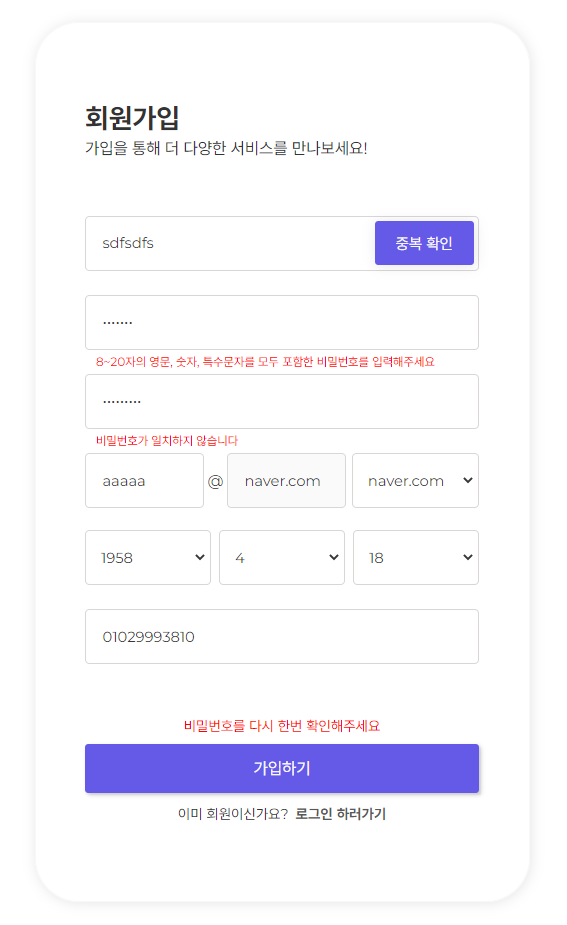 회원가입
가입을 통해 더 다양한 서비스를 만나보세요!
sdfsdfs 중복 확인
•••••••
8~20자의 영문, 숫자, 특수문자를 모두 포함한 비밀번호를 입력해주세요
•••••••••
비밀번호가 일치하지 않습니다
aaaaa @ naver.com naver.com
1958 4 18
01029993810
비밀번호를 다시 한번 확인해주세요
가입하기
이미 회원이신가요? 로그인 하러가기